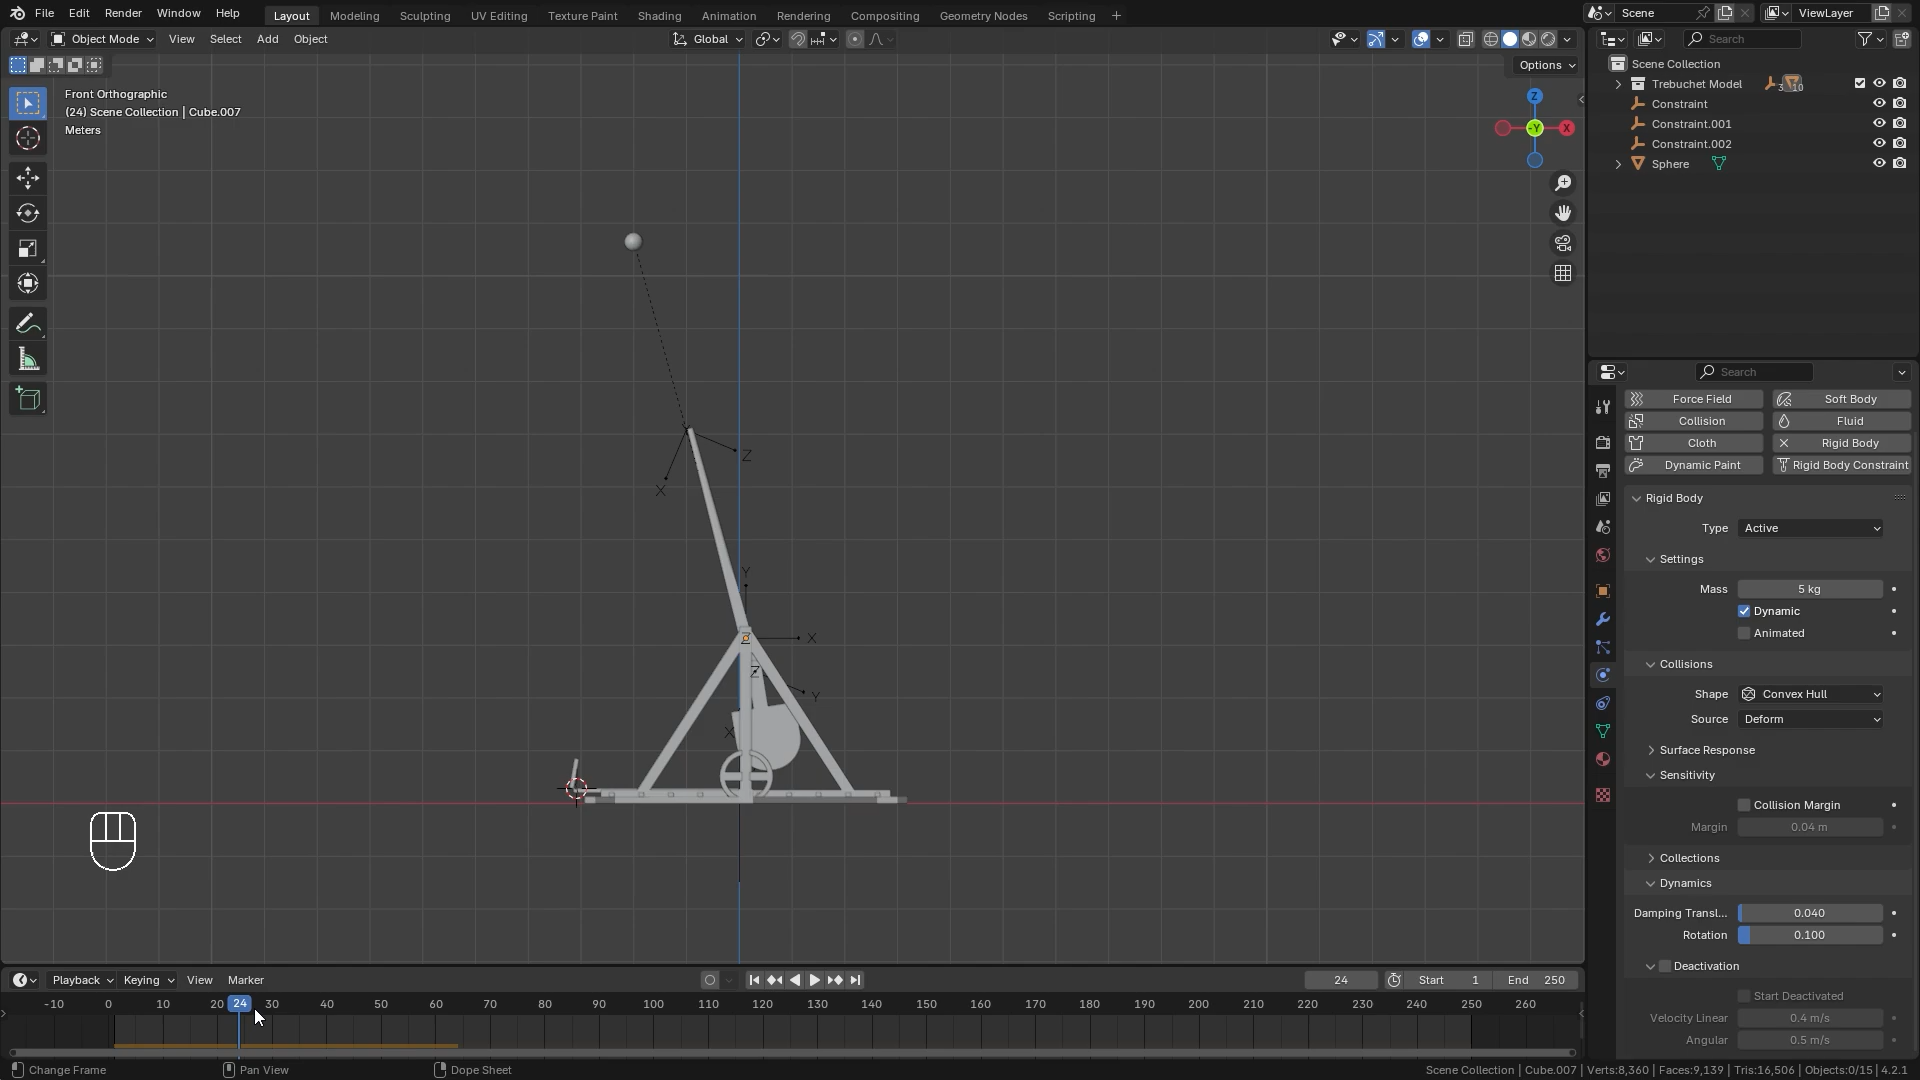 File Edit Render Window Help
Layout Modeling Sculpting UV Editing Texture Paint Shading Animation Rendering Compositing Geometry Nodes Scripting +
Scene ViewLayer
Object Mode View Select Add Object Global
Search
Options
Front Orthographic
(24) Scene Collection | Cube.007
Meters
Z
X
-Y
Scene Collection
Trebuchet Model 3 10
Constraint
Constraint.001
Constraint.002
Sphere
Z
X
Y
X
Z
Z
Y
X
Search
Force Field Soft Body
Collision Fluid
Cloth Rigid Body
Dynamic Paint Rigid Body Constraint
Rigid Body
Type Active
Settings
Mass 5 kg
Dynamic
Animated
Collisions
Shape Convex Hull
Source Deform
Surface Response
Sensitivity
Collision Margin
Margin 0.04 m
Collections
Dynamics
Damping Transl... 0.040
Rotation 0.100
Deactivation
Start Deactivated
Velocity Linear 0.4 m/s
Angular 0.5 m/s
Playback Keying View Marker 24 Start 1 End 250
-10 0 10 20 24 30 40 50 60 70 80 90 100 110 120 130 140 150 160 170 180 190 200 210 220 230 240 250 260
Change Frame Pan View Dope Sheet
Scene Collection | Cube.007 | Verts:8,360 | Faces:9,139 | Tris:16,506 | Objects:0/15 | 4.2.1